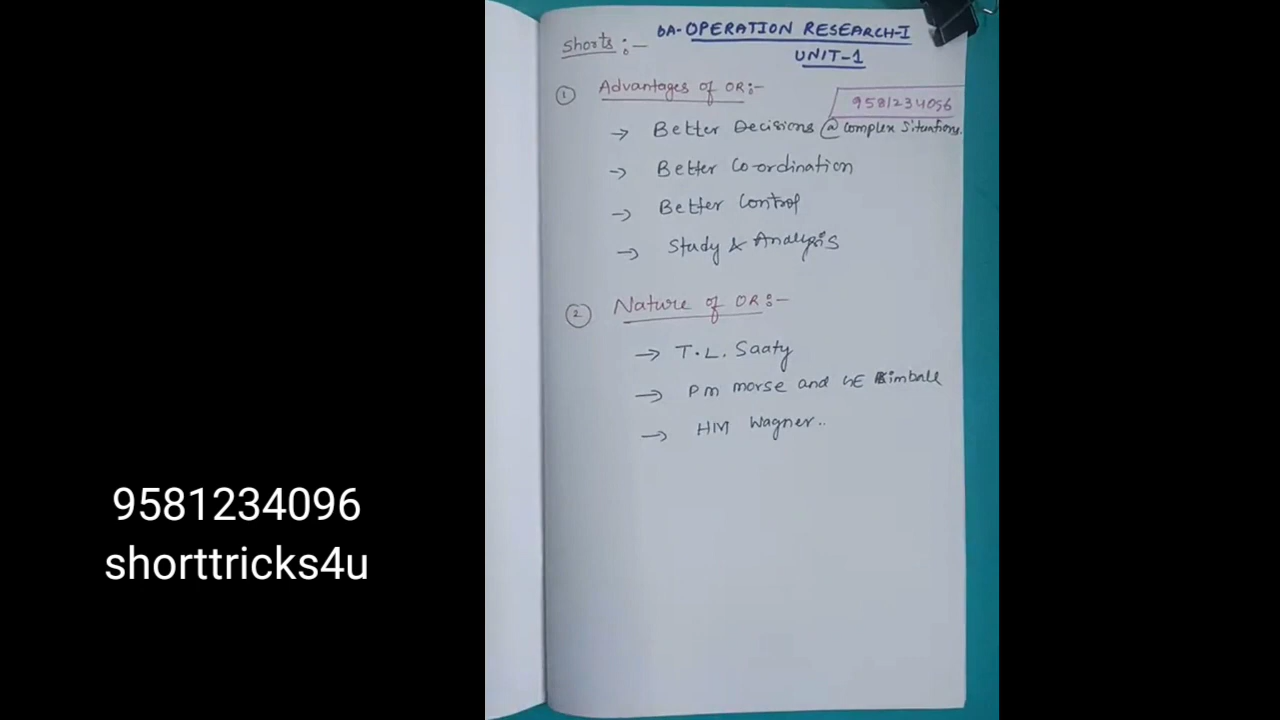 6A-OPERATION RESEARCH-I
Shorts:-
UNIT-1
① Advantages of OR:-
9581234096
→ Better Decisions @ complex situations.
→ Better Co-ordination
→ Better Control
→ Study & Analysis
② Nature of OR:-
→ T.L. Saaty
→ PM morse and GE Kimball
→ HM Wagner..
9581234096
shorttricks4u